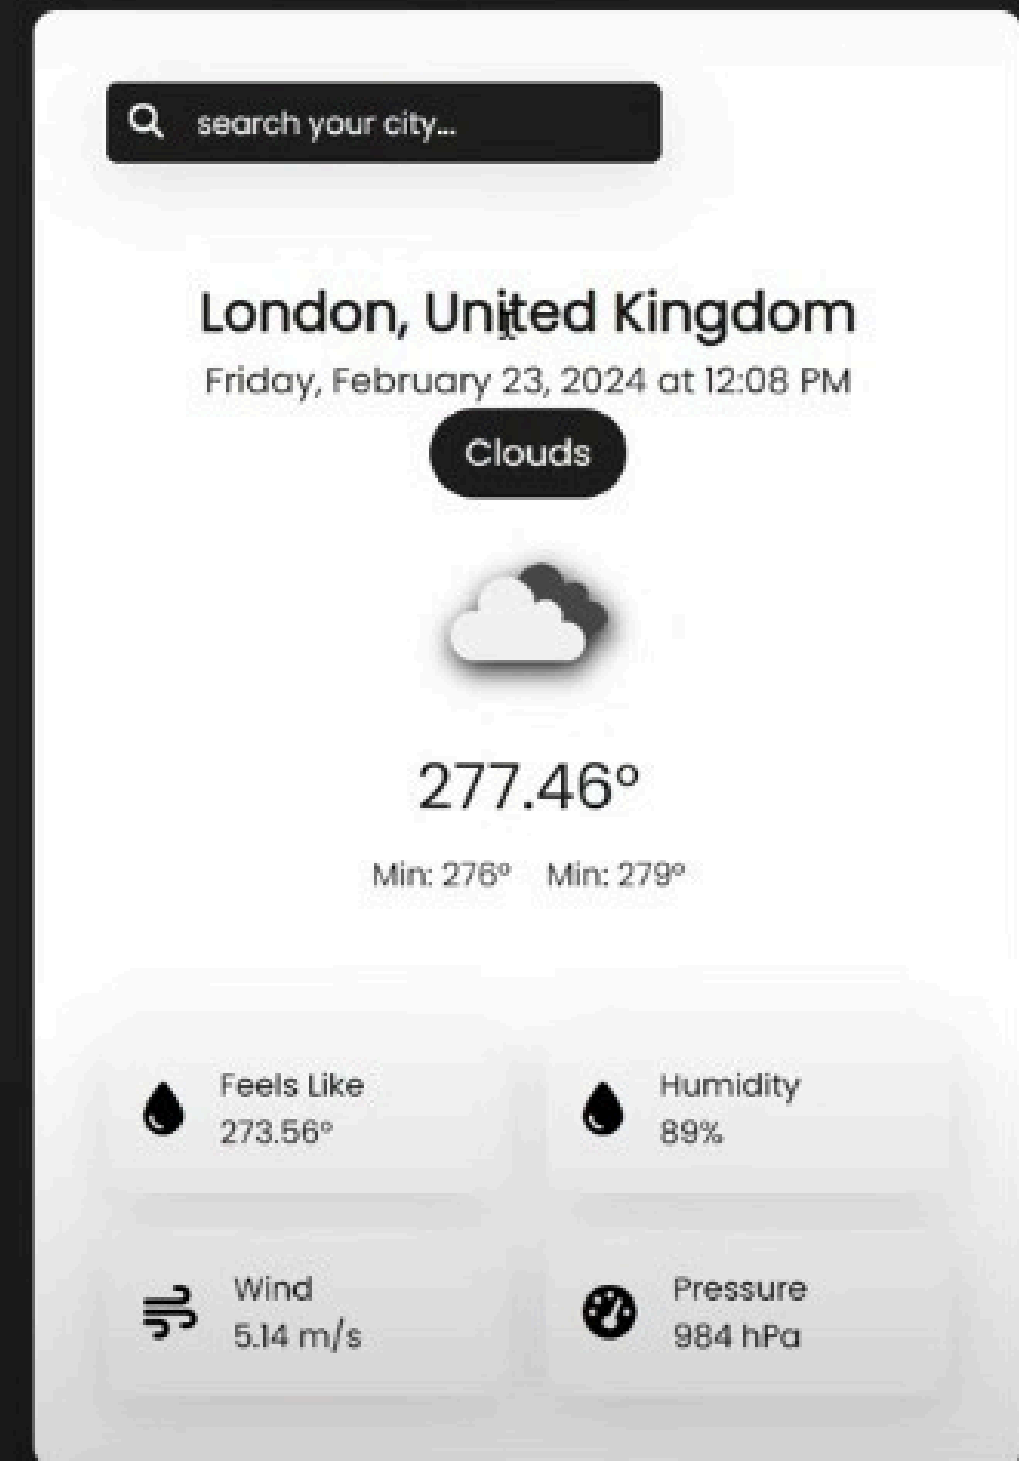 search your city...
London, United Kingdom
Friday, February 23, 2024 at 12:08 PM
Clouds
277.46°
Min: 276° Min: 279°
Feels Like
273.56°
Humidity
89%
Wind
5.14 m/s
Pressure
984 hPa